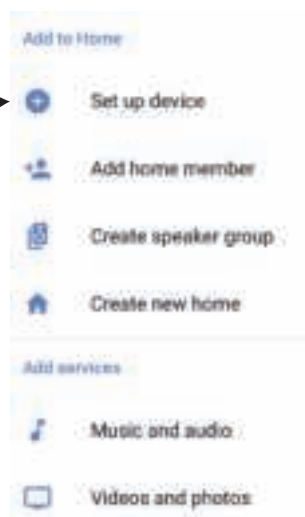 Add to Home
Set up device
Add home member
Create speaker group
Create new home
Add services
Music and audio
Videos and photos